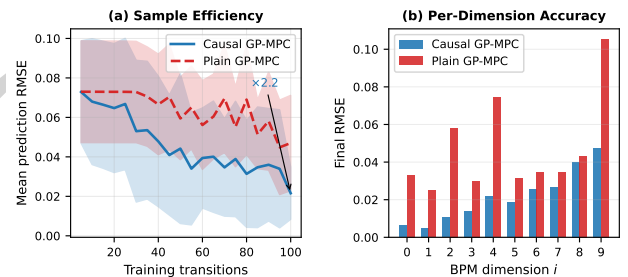 (a) Sample Efficiency
Mean prediction RMSE
0.10
0.08
0.06
0.04
0.02
0.00
Causal GP-MPC
Plain GP-MPC
×2.2
20 40 60 80 100
Training transitions
(b) Per-Dimension Accuracy
Final RMSE
0.10
0.08
0.06
0.04
0.02
0.00
Causal GP-MPC
Plain GP-MPC
0 1 2 3 4 5 6 7 8 9
BPM dimension i